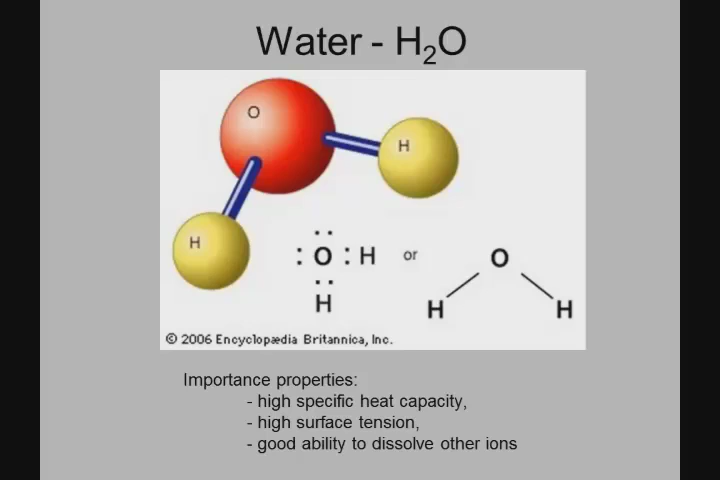 Water - H₂O
O
H
H
: O : H or O
H
H H
© 2006 Encyclopædia Britannica, Inc.
Importance properties:
- high specific heat capacity,
- high surface tension,
- good ability to dissolve other ions